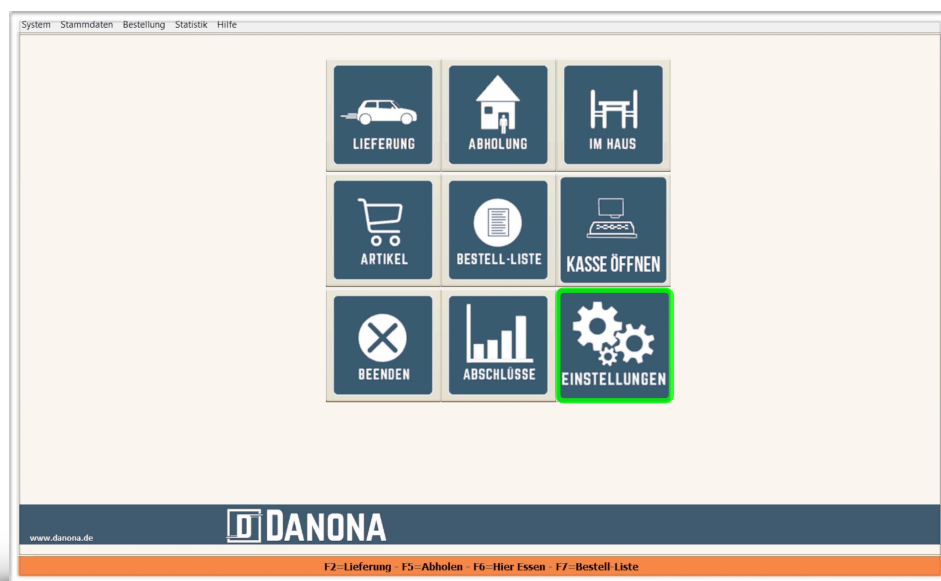 System Stammdaten Bestellung Statistik Hilfe
LIEFERUNG ABHOLUNG IM HAUS
ARTIKEL BESTELL-LISTE KASSE ÖFFNEN
BEENDEN ABSCHLÜSSE EINSTELLUNGEN
www.danona.de D DANONA
F2=Lieferung - F5=Abholen - F6=Hier Essen - F7=Bestell-Liste